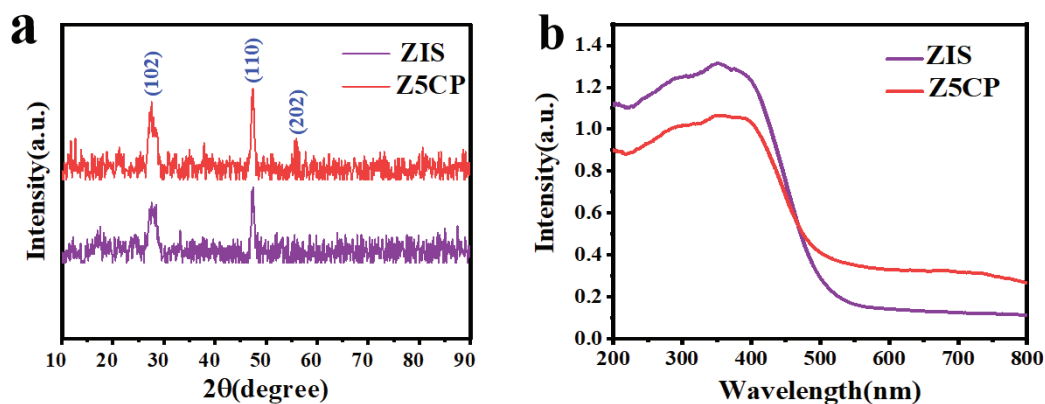 a
ZIS
Z5CP
(102)
(110)
(202)
Intensity(a.u.)
10 20 30 40 50 60 70 80 90
2θ(degree)
b
ZIS
Z5CP
1.4
1.2
1.0
0.8
0.6
0.4
0.2
0.0
Intensity(a.u.)
200 300 400 500 600 700 800
Wavelength(nm)